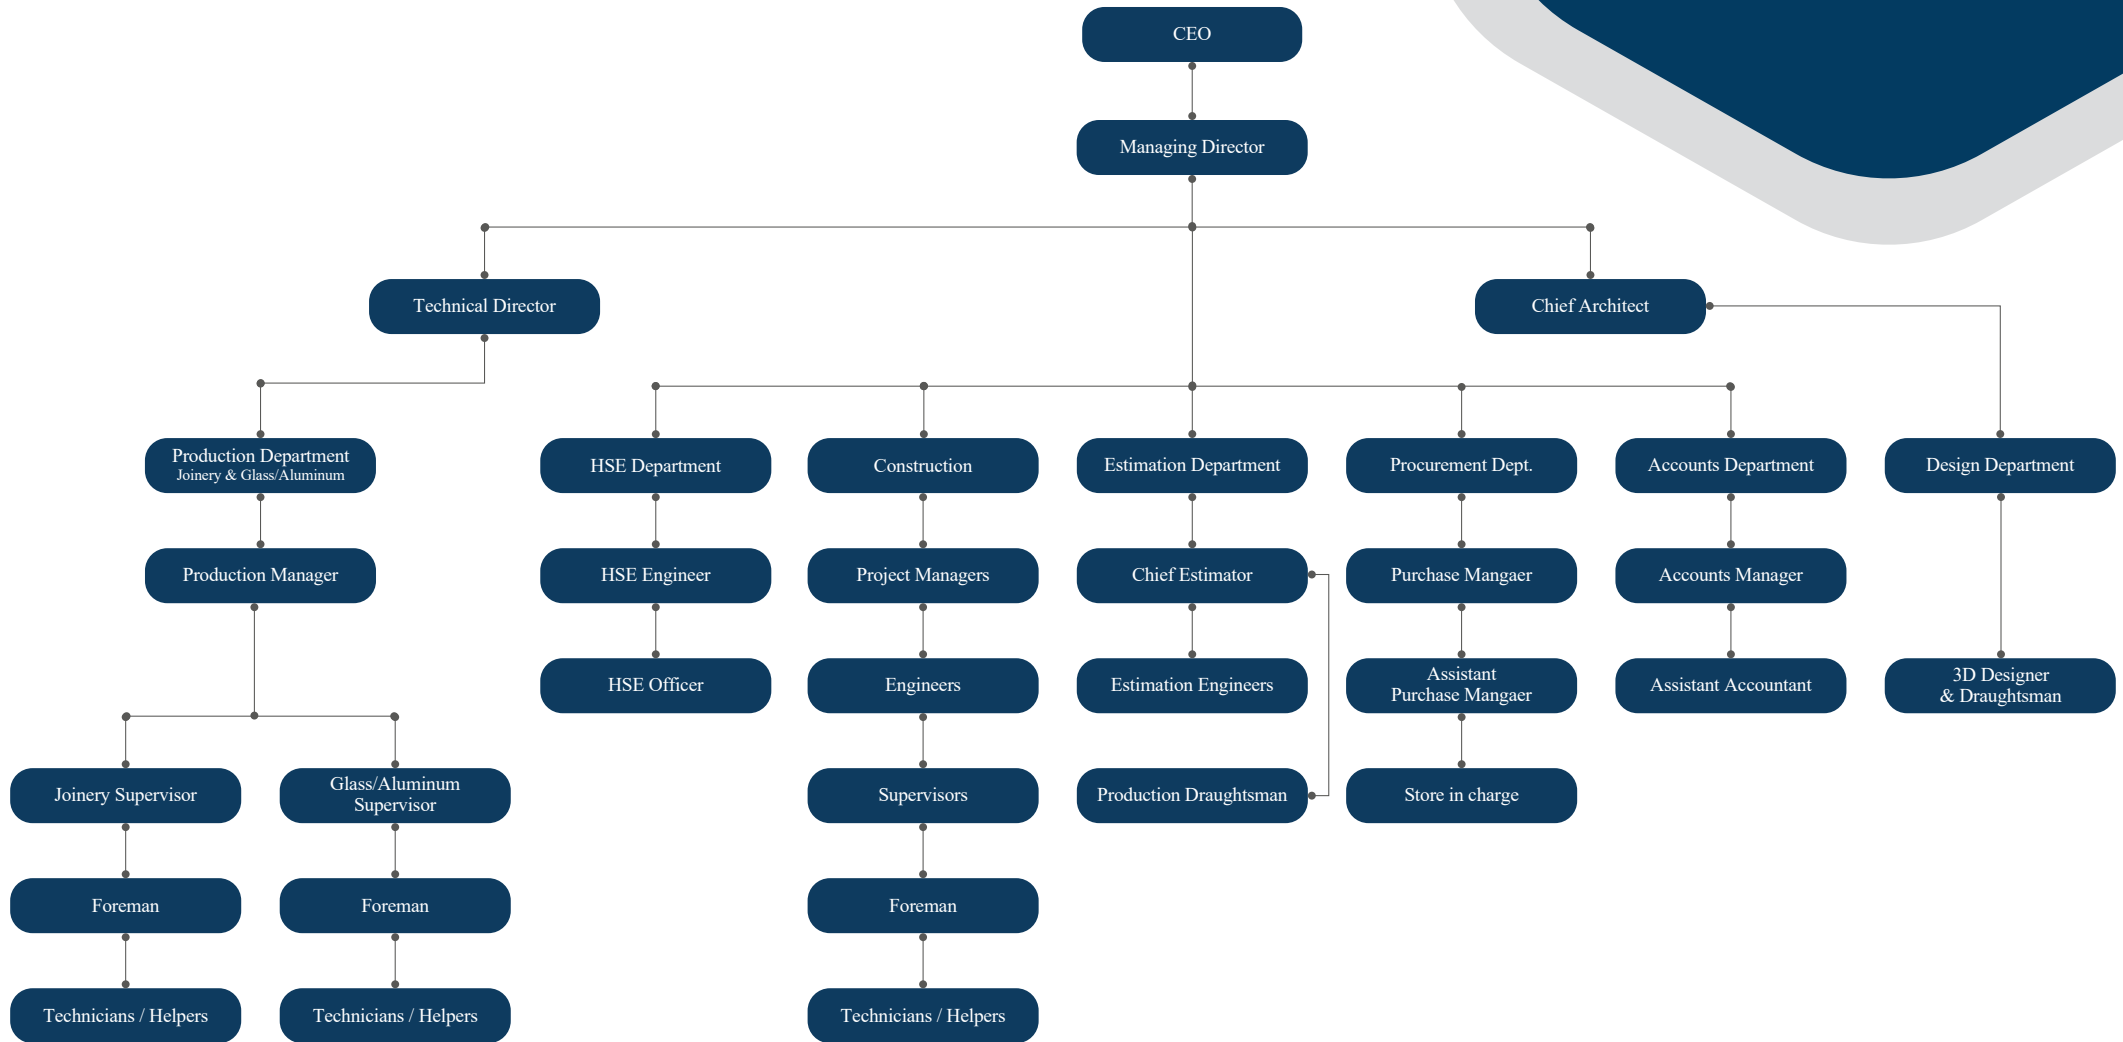 CEO
Managing Director
Technical Director
Chief Architect
Production Department
Joinery & Glass/Aluminum
HSE Department
Construction
Estimation Department
Procurement Dept.
Accounts Department
Design Department
Production Manager
HSE Engineer
Project Managers
Chief Estimator
Purchase Mangaer
Accounts Manager
HSE Officer
Engineers
Estimation Engineers
Assistant
Purchase Mangaer
Assistant Accountant
3D Designer
& Draughtsman
Joinery Supervisor
Glass/Aluminum
Supervisor
Supervisors
Production Draughtsman
Store in charge
Foreman
Foreman
Foreman
Technicians / Helpers
Technicians / Helpers
Technicians / Helpers